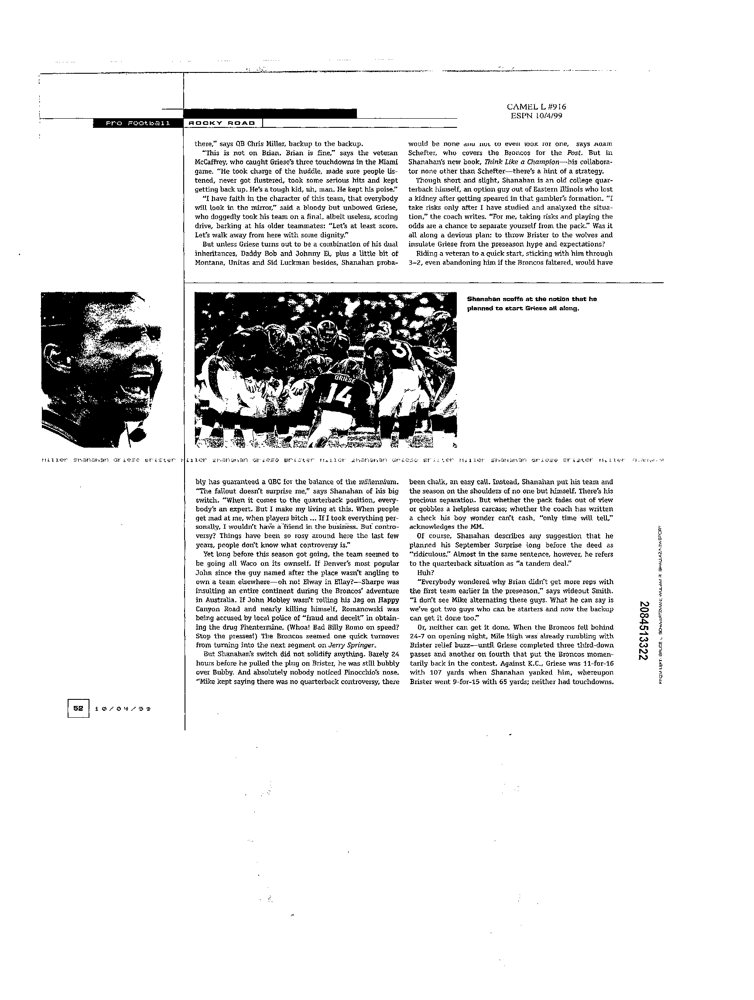 CAMEL L #916
ESPN 10/4/99
Pro Football
ROCKY ROAD
there," says QB Chris Miller, backup to the backup.
"This is not on Brian. Brian is fine," says the veteran
McCaffrey, who caught Griese's three touchdowns in the Miami
game. "He took charge of the huddle, made sure people lis-
tened, never got flustered, took some serious hits and kept
getting back up. He's a tough kid, uh, man. He kept his poise."
"I have faith in the character of this team, that everybody
will look in the mirror," said a bloody but unbowed Griese,
who doggedly took his team on a final, albeit useless, scoring
drive, barking at his older teammates: "Let's at least score.
Let's walk away from here with some dignity."
But unless Griese turns out to be a combination of his dual
inheritances, Daddy Bob and Johnny El, plus a little bit of
Montana, Unitas and Sid Luckman besides, Shanahan proba-
would be none and not to even look for one, says Adam
Schefter, who covers the Broncos for the Post. But in
Shanahan's new book, Think Like a Champion—his collabora-
tor none other than Schefter—there's a hint of a strategy.
Though short and slight, Shanahan is an old college quar-
terback himself, an option guy out of Eastern Illinois who lost
a kidney after getting speared in that gambler's formation. "I
take risks only after I have studied and analyzed the situa-
tion," the coach writes. "For me, taking risks and playing the
odds are a chance to separate yourself from the pack." Was it
all along a devious plan: to throw Brister to the wolves and
insulate Griese from the preseason hype and expectations?
Riding a veteran to a quick start, sticking with him through
3–2, even abandoning him if the Broncos faltered, would have
Shanahan scoffs at the notion that he
planned to start Griese all along.
GRIESE
14
Miller Shanahan Griese Brister Miller Shanahan Griese Brister Miller Shanahan Griese Brister Miller Shanahan Griese Brister Miller
bly has guaranteed a QBC for the balance of the millennium.
"The fallout doesn't surprise me," says Shanahan of his big
switch. "When it comes to the quarterback position, every-
body's an expert. But I make my living at this. When people
get mad at me, when players bitch ... If I took everything per-
sonally, I wouldn't have a friend in the business. But contro-
versy? Things have been so rosy around here the last few
years, people don't know what controversy is."
Yet long before this season got going, the team seemed to
be going all Waco on its ownself. If Denver's most popular
John since the guy named after the place wasn't angling to
own a team elsewhere—oh no! Elway in Ellay?—Sharpe was
insulting an entire continent during the Broncos' adventure
in Australia. If John Mobley wasn't rolling his Jag on Happy
Canyon Road and nearly killing himself, Romanowski was
being accused by local police of "fraud and deceit" in obtain-
ing the drug Phentermine. (Whoa! Bad Billy Romo on speed?
Stop the presses!) The Broncos seemed one quick turnover
from turning into the next segment on Jerry Springer.
But Shanahan's switch did not solidify anything. Barely 24
hours before he pulled the plug on Brister, he was still bubbly
over Bubby. And absolutely nobody noticed Pinocchio's nose.
"Mike kept saying there was no quarterback controversy, there
been chalk, an easy call. Instead, Shanahan put his team and
the season on the shoulders of no one but himself. There's his
precious separation. But whether the pack fades out of view
or gobbles a helpless carcass; whether the coach has written
a check his boy wonder can't cash, "only time will tell,"
acknowledges the MM.
Of course, Shanahan describes any suggestion that he
planned his September Surprise long before the deed as
"ridiculous." Almost in the same sentence, however, he refers
to the quarterback situation as "a tandem deal."
Huh?
"Everybody wondered why Brian didn't get more reps with
the first team earlier in the preseason," says wideout Smith.
"I don't see Mike alternating these guys. What he can say is
we've got two guys who can be starters and now the backup
can get it done too."
Or, neither can get it done. When the Broncos fell behind
24–7 on opening night, Mile High was already rumbling with
Brister relief buzz—until Griese completed three third-down
passes and another on fourth that put the Broncos momen-
tarily back in the contest. Against K.C., Griese was 11-for-16
with 107 yards when Shanahan yanked him, whereupon
Brister went 9-for-15 with 65 yards; neither had touchdowns.
2084513322
52
10/04/99